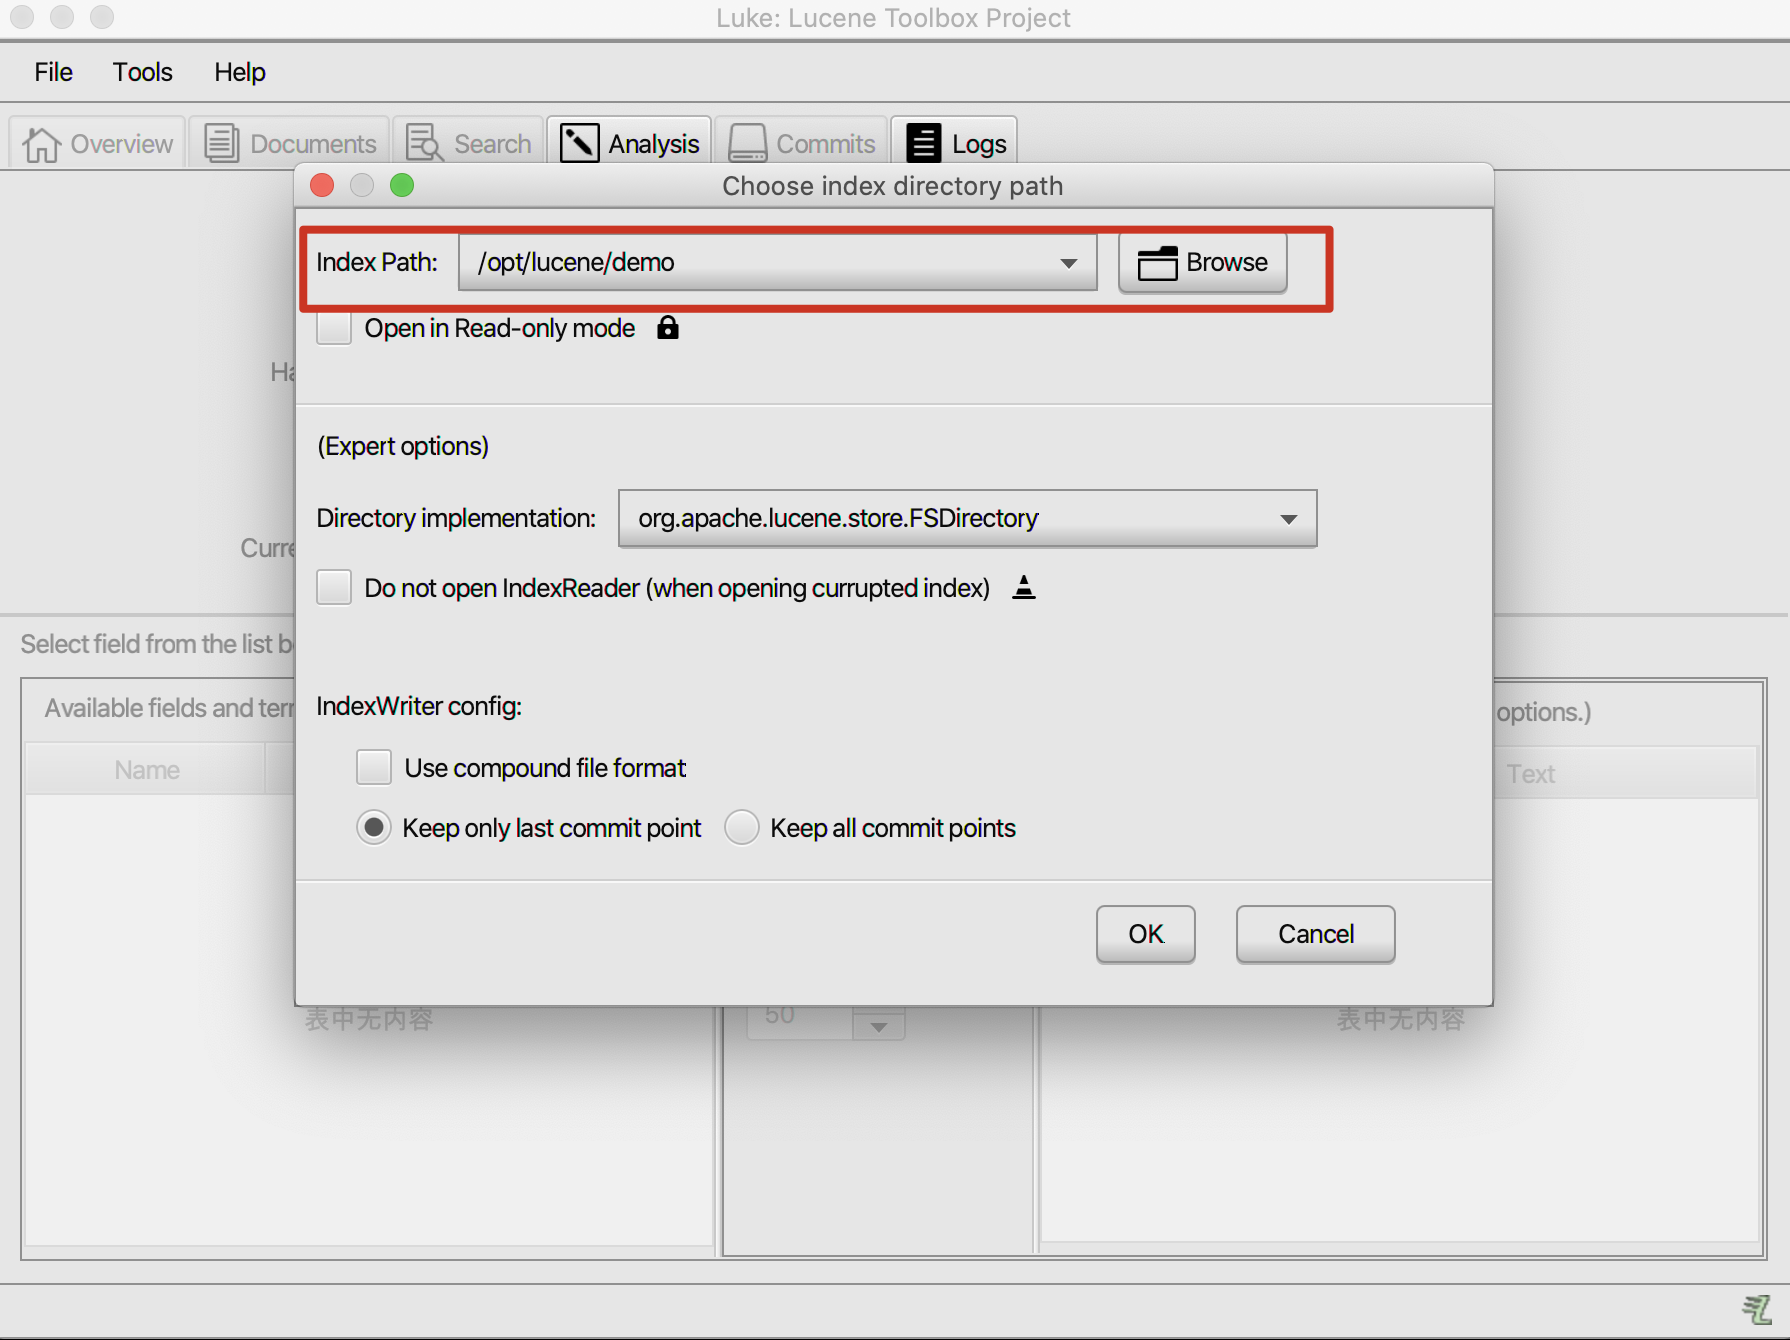 Luke: Lucene Toolbox Project
File Tools Help
Overview Documents Search Analysis Commits Logs
Choose index directory path
Index Path: /opt/lucene/demo Browse
Open in Read-only mode
(Expert options)
Directory implementation: org.apache.lucene.store.FSDirectory
Do not open IndexReader (when opening currupted index)
Select field from the list
Available fields and
options.)
IndexWriter config:
Name
Text
Use compound file format
Keep only last commit point Keep all commit points
OK Cancel
表中无内容
50
表中无内容